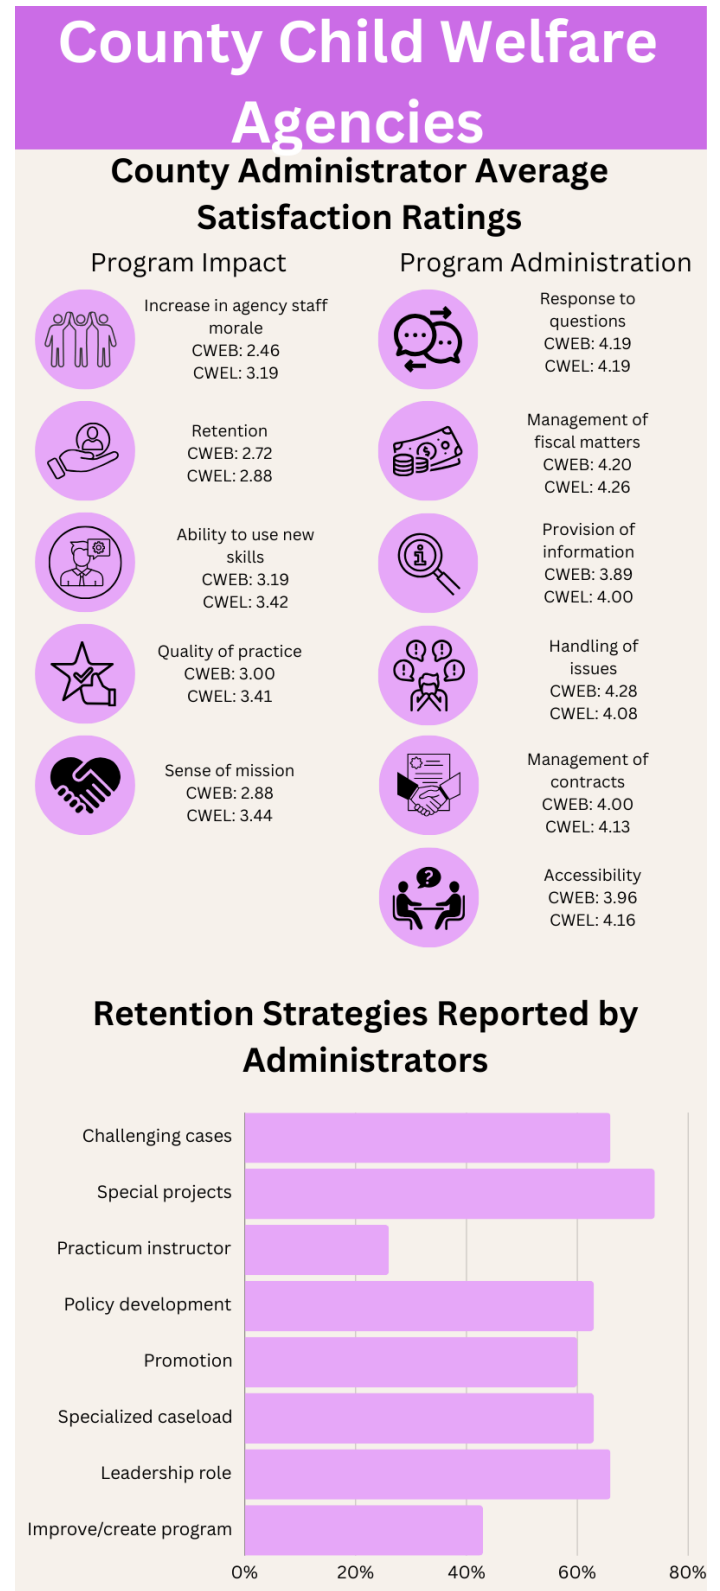 County Child Welfare
Agencies
County Administrator Average
Satisfaction Ratings
Program Impact
Increase in agency staff
morale
CWEB: 2.46
CWEL: 3.19
Retention
CWEB: 2.72
CWEL: 2.88
Ability to use new
skills
CWEB: 3.19
CWEL: 3.42
Quality of practice
CWEB: 3.00
CWEL: 3.41
Sense of mission
CWEB: 2.88
CWEL: 3.44
Program Administration
Response to
questions
CWEB: 4.19
CWEL: 4.19
Management of
fiscal matters
CWEB: 4.20
CWEL: 4.26
Provision of
information
CWEB: 3.89
CWEL: 4.00
Handling of
issues
CWEB: 4.28
CWEL: 4.08
Management of
contracts
CWEB: 4.00
CWEL: 4.13
Accessibility
CWEB: 3.96
CWEL: 4.16
Retention Strategies Reported by
Administrators
Challenging cases
Special projects
Practicum instructor
Policy development
Promotion
Specialized caseload
Leadership role
Improve/create program
0% 20% 40% 60% 80%